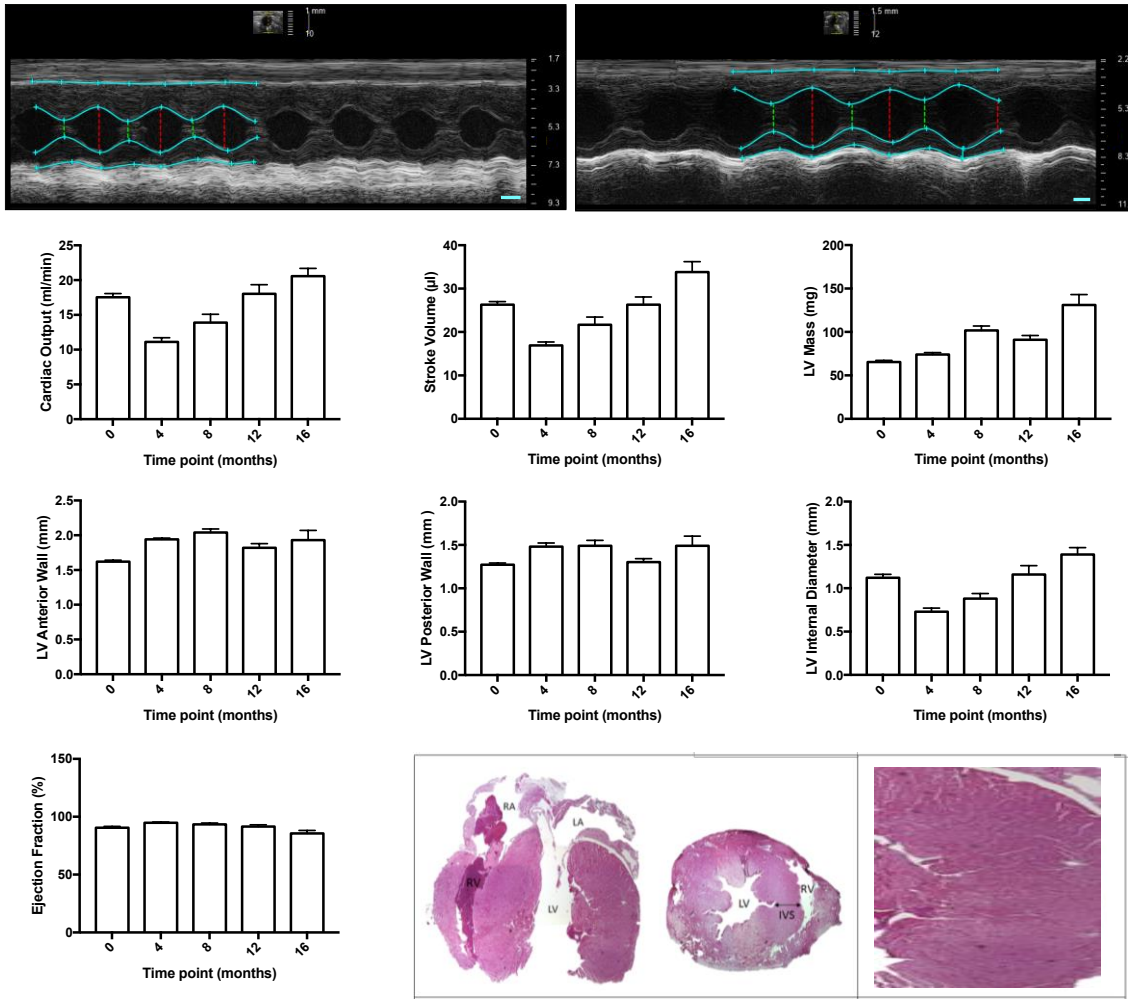 1 mm
10
1.7
3.3
5.3
7.3
9.3
1.5 mm
12
2.2
5.3
8.3
11
Cardiac Output (ml/min)
25
20
15
10
5
0
0 4 8 12 16
Time point (months)
Stroke Volume (µl)
40
30
20
10
0
0 4 8 12 16
Time point (months)
LV Mass (mg)
200
150
100
50
0
0 4 8 12 16
Time point (months)
LV Anterior Wall (mm)
2.5
2.0
1.5
1.0
0.5
0.0
0 4 8 12 16
Time point (months)
LV Posterior Wall (mm )
2.0
1.5
1.0
0.5
0.0
0 4 8 12 16
Time point (months)
LV Internal Diameter (mm)
2.0
1.5
1.0
0.5
0.0
0 4 8 12 16
Time point (months)
Ejection Fraction (%)
150
100
50
0
0 4 8 12 16
Time point (months)
RA
LA
RV
LV
LV
RV
IVS